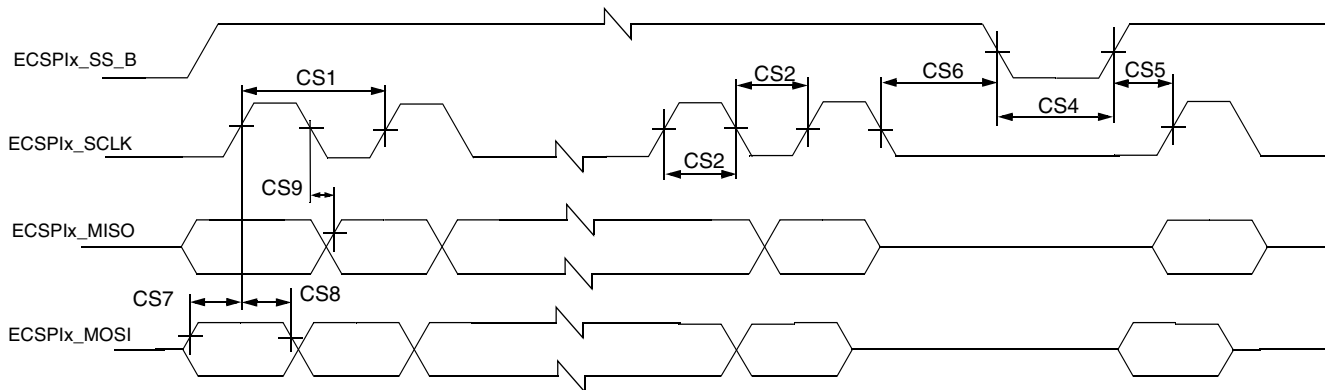 ECSPIx_SS_B
CS1
CS2
CS6
CS5
CS4
ECSPIx_SCLK
CS2
CS9
ECSPIx_MISO
CS7
CS8
ECSPIx_MOSI